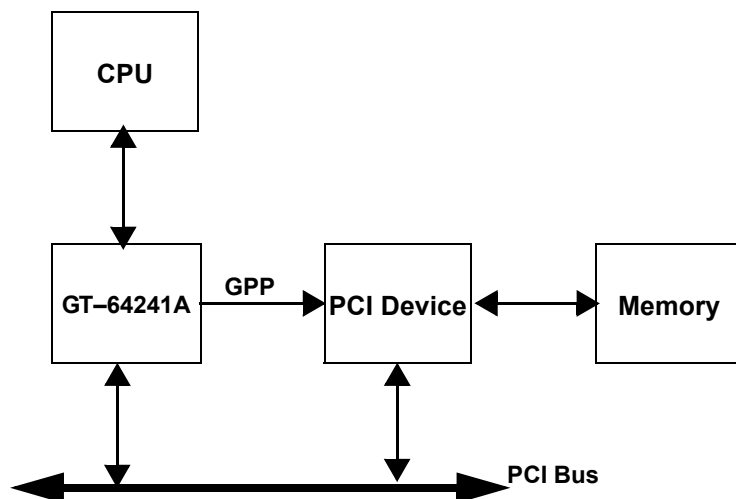 CPU
GT–64241A
GPP
PCI Device
Memory
PCI Bus